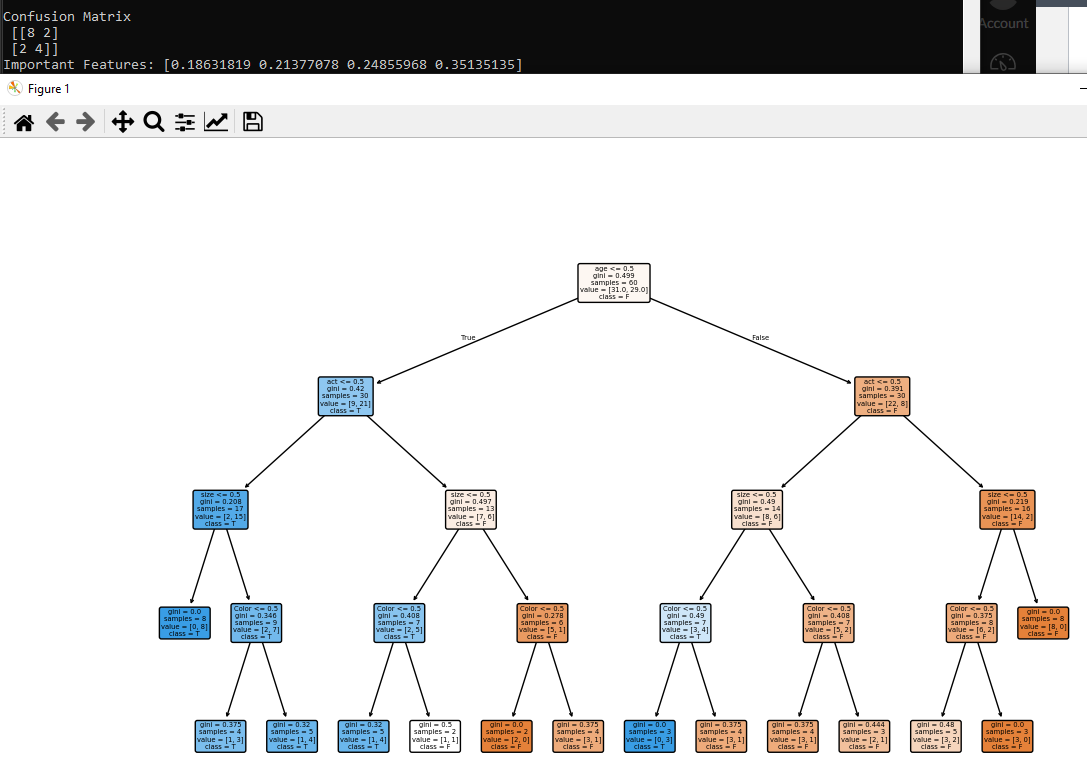 Confusion Matrix
[[8 2]
[2 4]]
Important Features: [0.18631819 0.21377078 0.24855968 0.35135135]
Account
Figure 1
age <= 0.5
gini = 0.499
samples = 60
value = [31.0, 29.0]
class = F
True
False
act <= 0.5
gini = 0.42
samples = 30
value = [9, 21]
class = T
act <= 0.5
gini = 0.391
samples = 30
value = [22, 8]
class = F
size <= 0.5
gini = 0.208
samples = 17
value = [2, 15]
class = T
size <= 0.5
gini = 0.497
samples = 13
value = [7, 6]
class = F
size <= 0.5
gini = 0.49
samples = 14
value = [8, 6]
class = F
size <= 0.5
gini = 0.219
samples = 16
value = [14, 2]
class = F
gini = 0.0
samples = 8
value = [0, 8]
class = T
Color <= 0.5
gini = 0.346
samples = 9
value = [2, 7]
class = T
Color <= 0.5
gini = 0.408
samples = 7
value = [2, 5]
class = T
Color <= 0.5
gini = 0.278
samples = 6
value = [5, 1]
class = F
Color <= 0.5
gini = 0.49
samples = 7
value = [3, 4]
class = T
Color <= 0.5
gini = 0.408
samples = 7
value = [5, 2]
class = F
Color <= 0.5
gini = 0.375
samples = 8
value = [6, 2]
class = F
gini = 0.0
samples = 8
value = [8, 0]
class = F
gini = 0.375
samples = 4
value = [1, 3]
class = T
gini = 0.32
samples = 5
value = [1, 4]
class = T
gini = 0.32
samples = 5
value = [1, 4]
class = T
gini = 0.5
samples = 2
value = [1, 1]
class = F
gini = 0.0
samples = 2
value = [2, 0]
class = F
gini = 0.375
samples = 4
value = [3, 1]
class = F
gini = 0.0
samples = 3
value = [0, 3]
class = T
gini = 0.375
samples = 4
value = [3, 1]
class = F
gini = 0.375
samples = 4
value = [3, 1]
class = F
gini = 0.444
samples = 3
value = [2, 1]
class = F
gini = 0.48
samples = 5
value = [3, 2]
class = F
gini = 0.0
samples = 3
value = [3, 0]
class = F